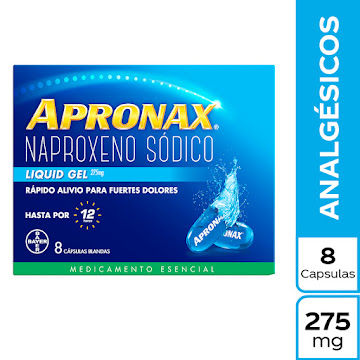 APRONAX®
NAPROXENO SÓDICO
LIQUID GEL 275mg
RÁPIDO ALIVIO PARA FUERTES DOLORES
HASTA POR 12
BAYER
8 CÁPSULAS BLANDAS
APRONAX
MEDICAMENTO ESENCIAL
ANALGÉSICOS
8
Capsulas
275
mg